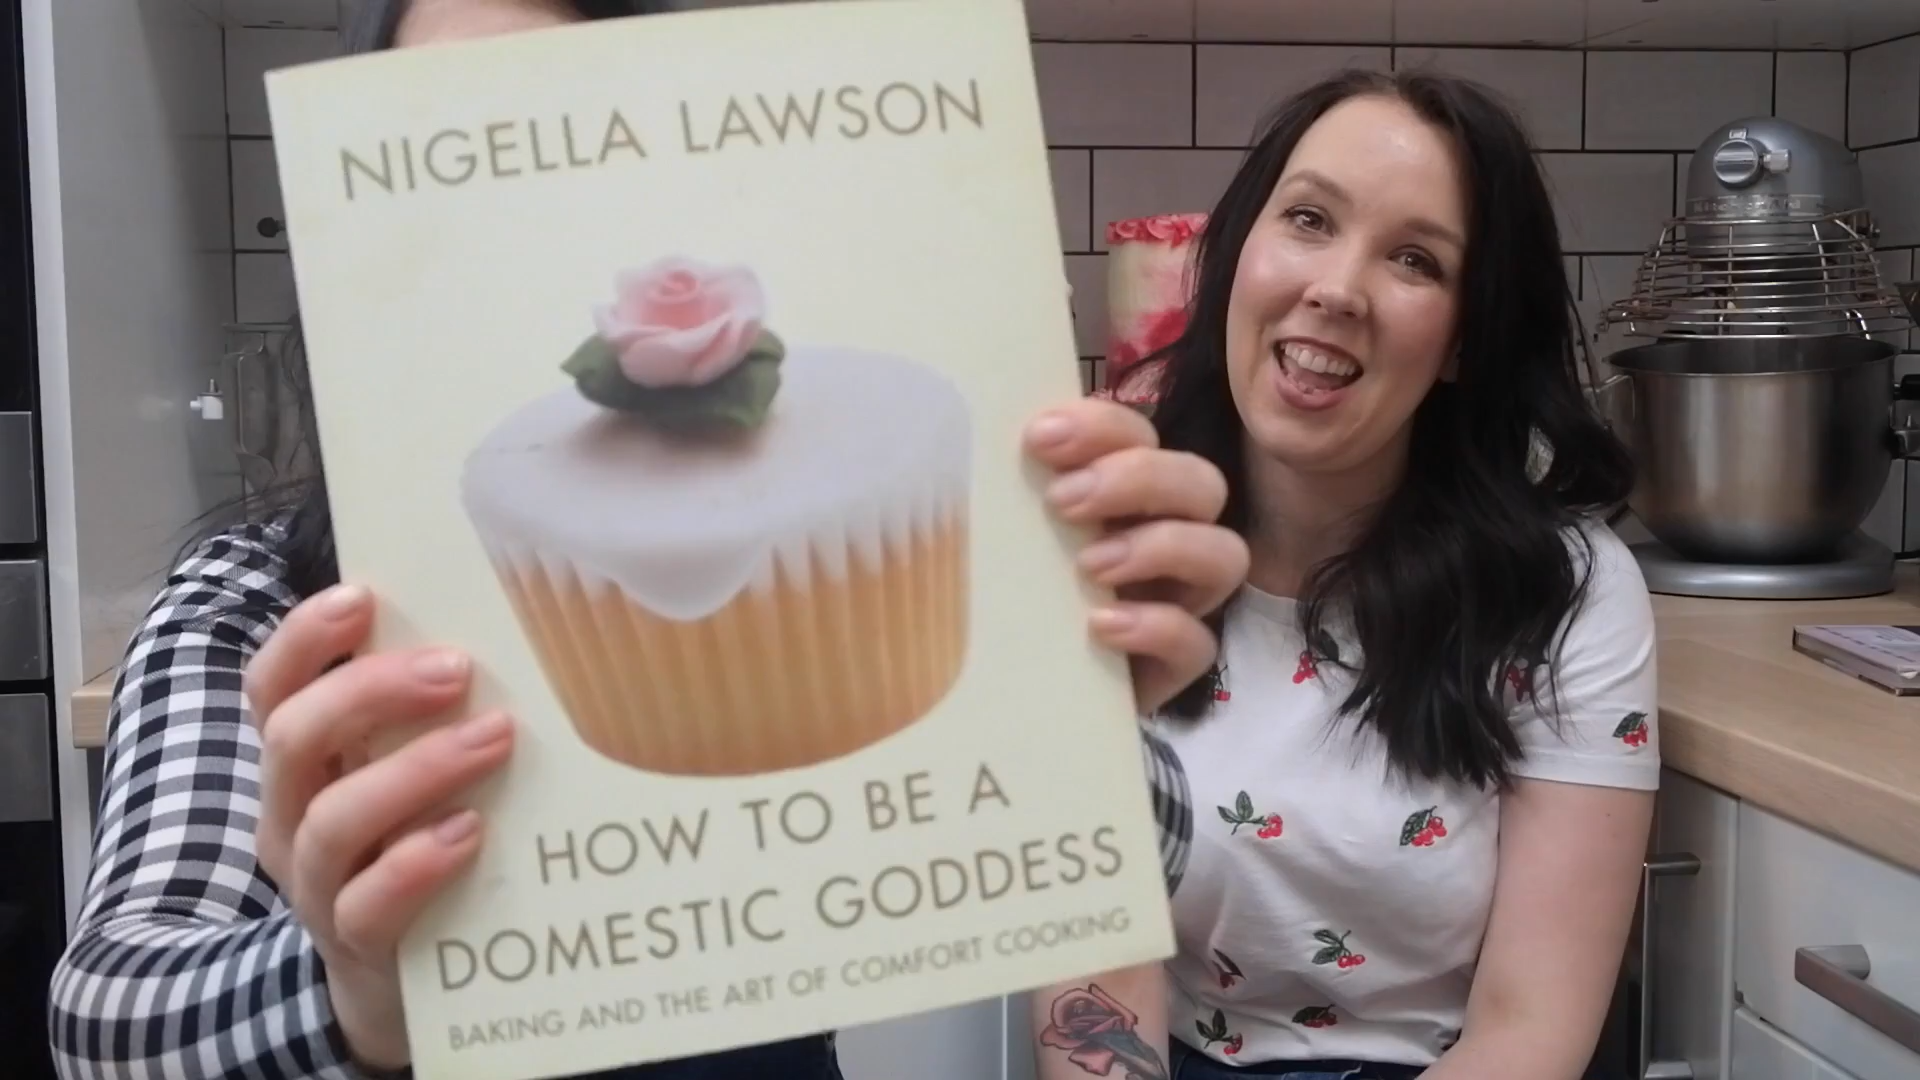 NIGELLA LAWSON
HOW TO BE A
DOMESTIC GODDESS
BAKING AND THE ART OF COMFORT COOKING